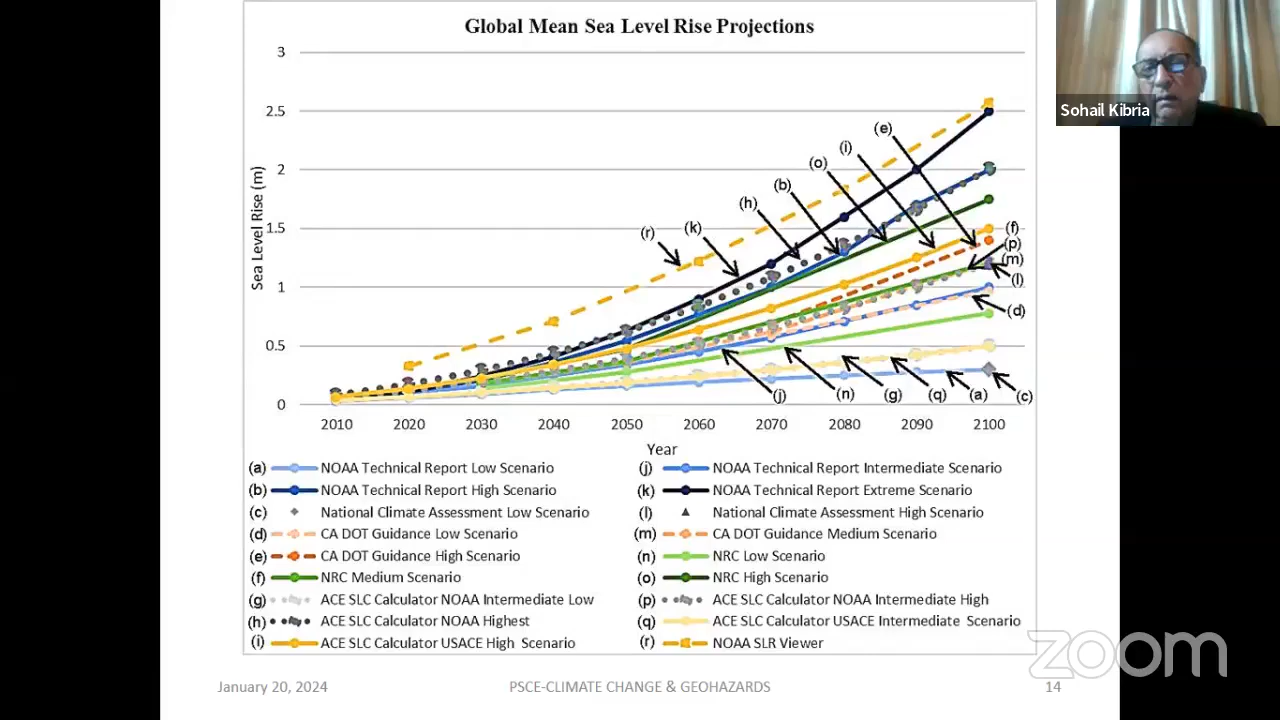 Global Mean Sea Level Rise Projections
Sohail Kibria
3
2.5
2
1.5
1
0.5
0
Sea Level Rise (m)
(e)
(i)
(o)
(b)
(h)
(k)
(r)
(f)
(p)
(m)
(l)
(d)
(j)
(n)
(g)
(q)
(a)
(c)
2010 2020 2030 2040 2050 2060 2070 2080 2090 2100
Year
(a) NOAA Technical Report Low Scenario
(j) NOAA Technical Report Intermediate Scenario
(b) NOAA Technical Report High Scenario
(k) NOAA Technical Report Extreme Scenario
(c) National Climate Assessment Low Scenario
(l) National Climate Assessment High Scenario
(d) CA DOT Guidance Low Scenario
(m) CA DOT Guidance Medium Scenario
(e) CA DOT Guidance High Scenario
(n) NRC Low Scenario
(f) NRC Medium Scenario
(o) NRC High Scenario
(g) ACE SLC Calculator NOAA Intermediate Low
(p) ACE SLC Calculator NOAA Intermediate High
(h) ACE SLC Calculator NOAA Highest
(q) ACE SLC Calculator USACE Intermediate Scenario
(i) ACE SLC Calculator USACE High Scenario
(r) NOAA SLR Viewer
zoom
January 20, 2024
PSCE-CLIMATE CHANGE & GEOHAZARDS
14